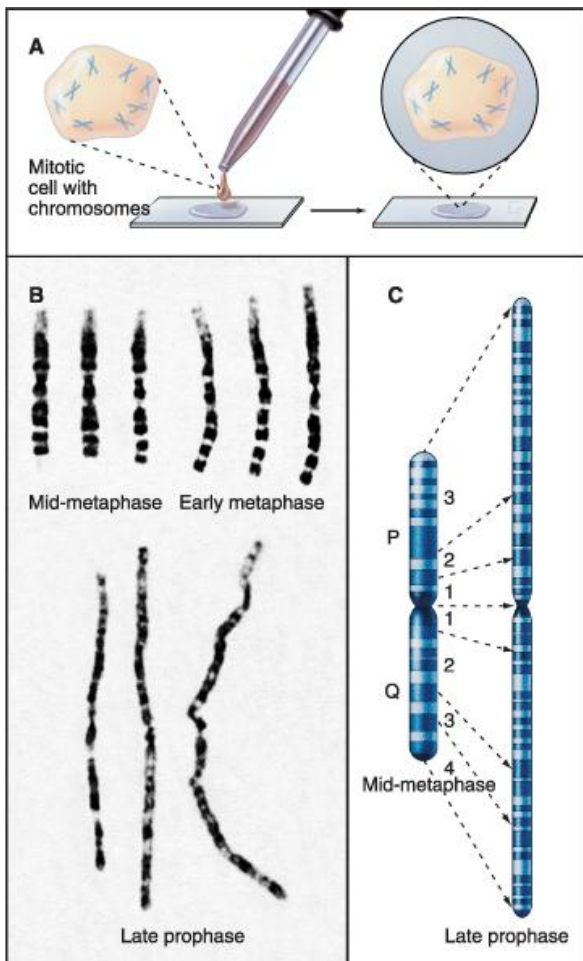 A
Mitotic
cell with
chromosomes
B
Mid-metaphase
Early metaphase
Late prophase
C
3
P
2
1
1
2
Q
3
4
Mid-metaphase
Late prophase